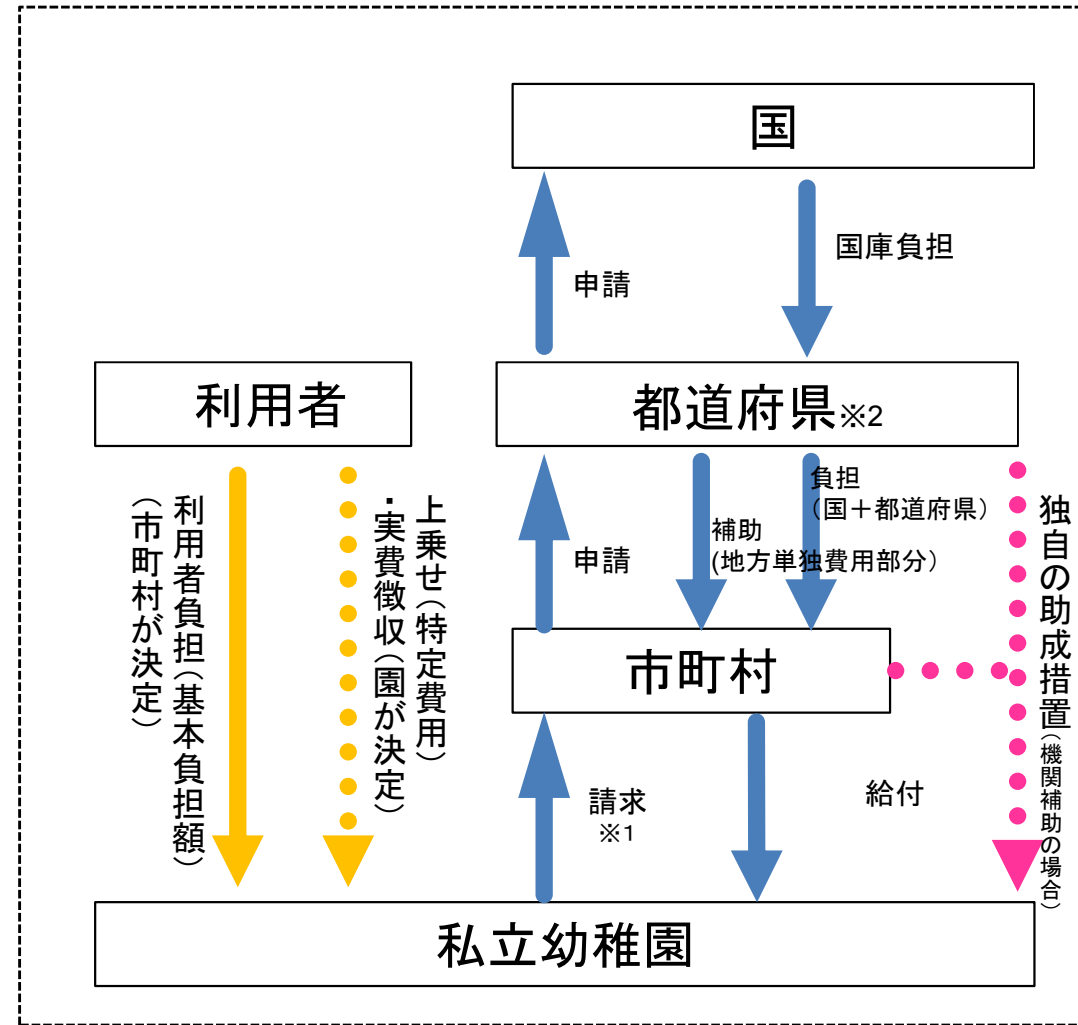 国
国庫負担
申請
利用者
都道府県※2
負担
（国＋都道府県）
補助
(地方単独費用部分）
申請
利用者負担（基本負担額）
（市町村が決定）
上乗せ（特定費用）
・実費徴収（園が決定）
独自の助成措置（機関補助の場合）
市町村
請求
※1
給付
私立幼稚園